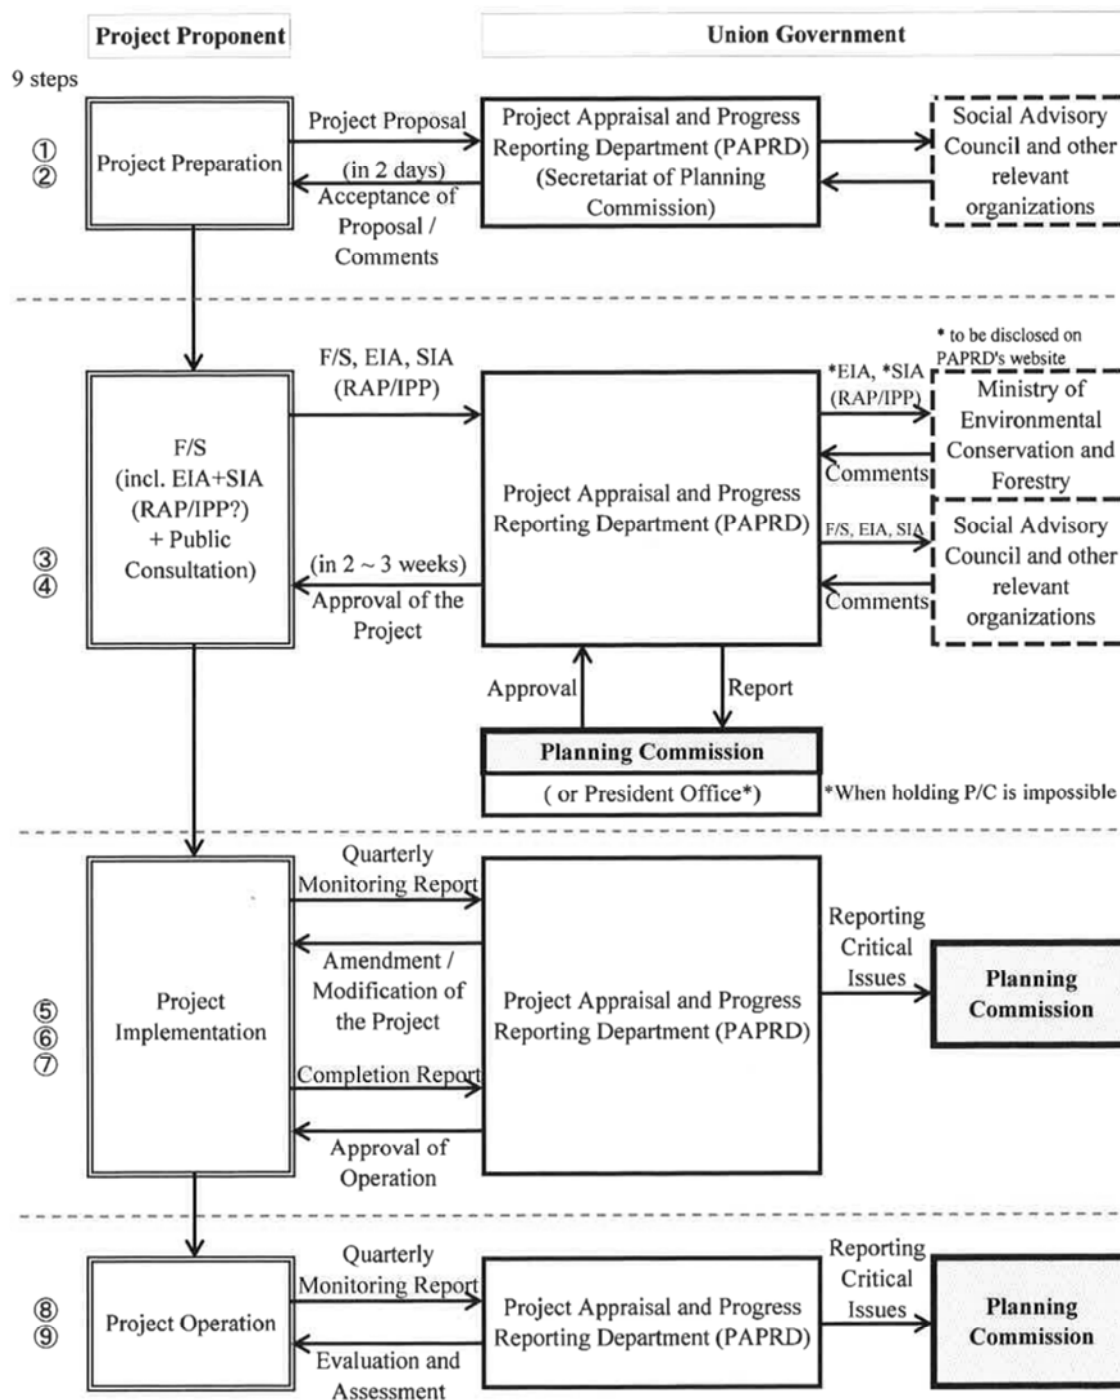 Project Proponent
Union Government
9 steps
①
②
Project Preparation
Project Proposal
(in 2 days)
Acceptance of
Proposal /
Comments
Project Appraisal and Progress
Reporting Department (PAPRD)
(Secretariat of Planning
Commission)
Social Advisory
Council and other
relevant
organizations
③
④
F/S
(incl. EIA+SIA
(RAP/IPP?)
+ Public
Consultation)
F/S, EIA, SIA
(RAP/IPP)
(in 2 ~ 3 weeks)
Approval of the
Project
Project Appraisal and Progress
Reporting Department (PAPRD)
* to be disclosed on
PAPRD's website
*EIA, *SIA
(RAP/IPP)
Comments
Ministry of
Environmental
Conservation and
Forestry
F/S, EIA, SIA
Comments
Social Advisory
Council and other
relevant
organizations
Approval
Report
Planning Commission
( or President Office*)
*When holding P/C is impossible
⑤
⑥
⑦
Project
Implementation
Quarterly
Monitoring Report
Amendment /
Modification of
the Project
Completion Report
Approval of
Operation
Project Appraisal and Progress
Reporting Department (PAPRD)
Reporting
Critical
Issues
Planning
Commission
⑧
⑨
Project Operation
Quarterly
Monitoring Report
Evaluation and
Assessment
Project Appraisal and Progress
Reporting Department (PAPRD)
Reporting
Critical
Issues
Planning
Commission